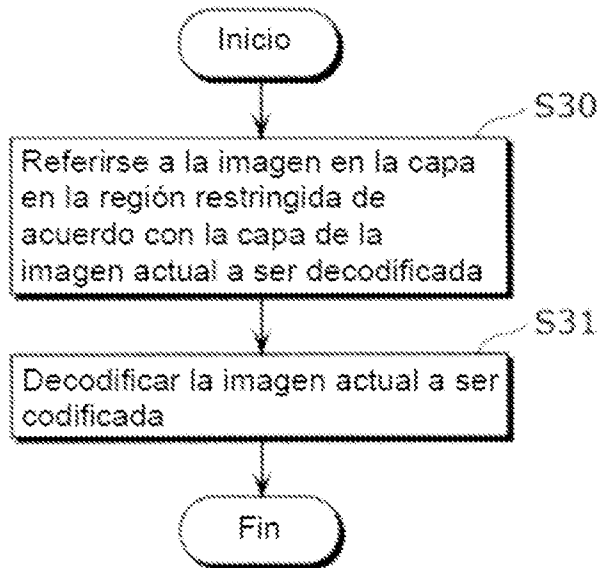 Inicio
S30
Referirse a la imagen en la capa
en la región restringida de
acuerdo con la capa de la
imagen actual a ser decodificada
S31
Decodificar la imagen actual a ser
codificada
Fin